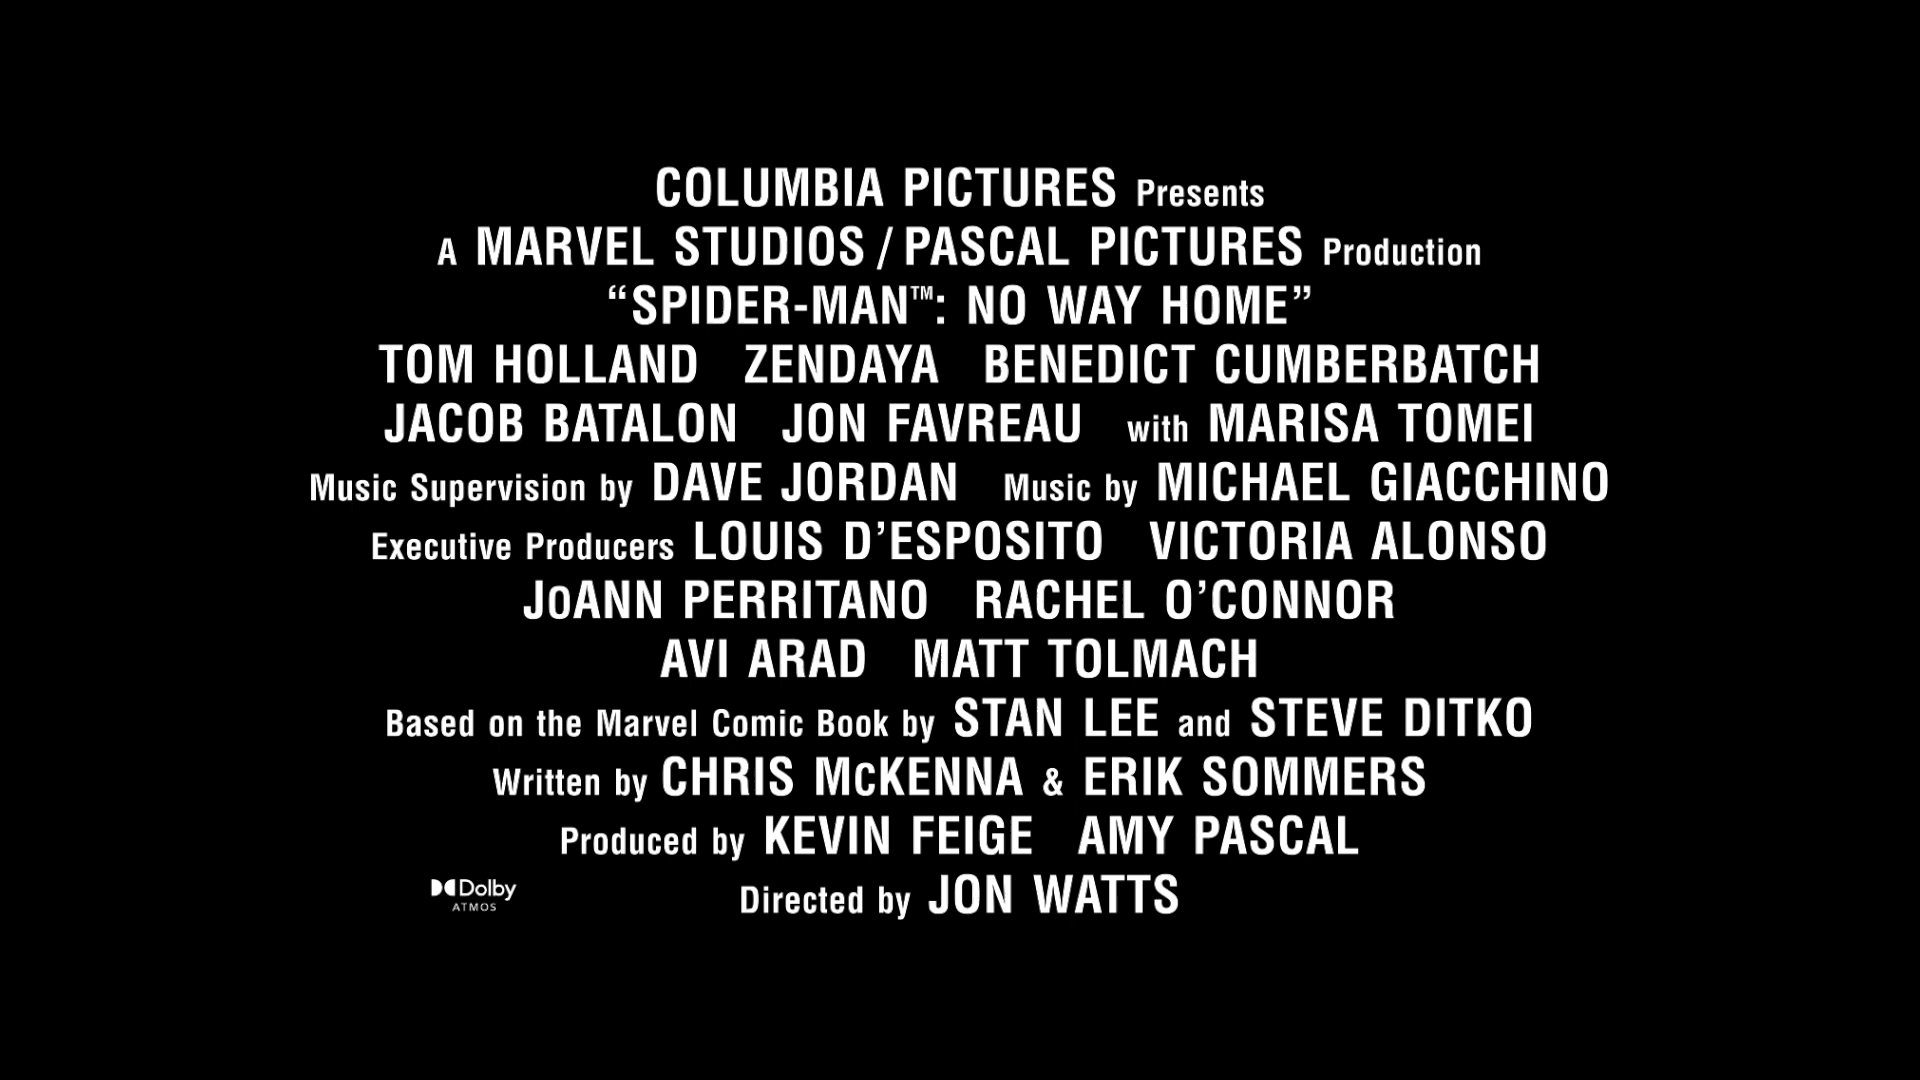 COLUMBIA PICTURES Presents
A MARVEL STUDIOS / PASCAL PICTURES Production
“SPIDER-MAN™: NO WAY HOME”
TOM HOLLAND ZENDAYA BENEDICT CUMBERBATCH
JACOB BATALON JON FAVREAU with MARISA TOMEI
Music Supervision by DAVE JORDAN Music by MICHAEL GIACCHINO
Executive Producers LOUIS D’ESPOSITO VICTORIA ALONSO
JoANN PERRITANO RACHEL O’CONNOR
AVI ARAD MATT TOLMACH
Based on the Marvel Comic Book by STAN LEE and STEVE DITKO
Written by CHRIS McKENNA & ERIK SOMMERS
Produced by KEVIN FEIGE AMY PASCAL
Directed by JON WATTS
Dolby
ATMOS